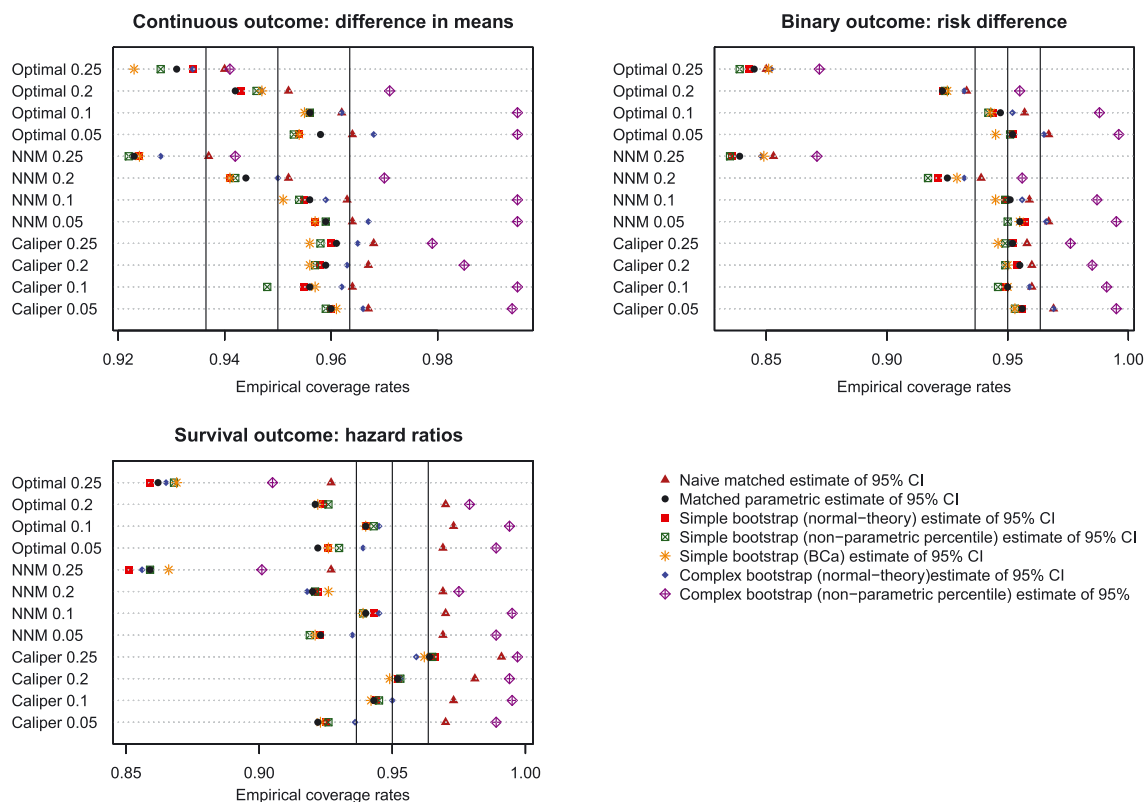 Continuous outcome: difference in means
Optimal 0.25
Optimal 0.2
Optimal 0.1
Optimal 0.05
NNM 0.25
NNM 0.2
NNM 0.1
NNM 0.05
Caliper 0.25
Caliper 0.2
Caliper 0.1
Caliper 0.05
0.92 0.94 0.96 0.98
Empirical coverage rates
Binary outcome: risk difference
Optimal 0.25
Optimal 0.2
Optimal 0.1
Optimal 0.05
NNM 0.25
NNM 0.2
NNM 0.1
NNM 0.05
Caliper 0.25
Caliper 0.2
Caliper 0.1
Caliper 0.05
0.85 0.90 0.95 1.00
Empirical coverage rates
Survival outcome: hazard ratios
Optimal 0.25
Optimal 0.2
Optimal 0.1
Optimal 0.05
NNM 0.25
NNM 0.2
NNM 0.1
NNM 0.05
Caliper 0.25
Caliper 0.2
Caliper 0.1
Caliper 0.05
0.85 0.90 0.95 1.00
Empirical coverage rates
Naive matched estimate of 95% CI
Matched parametric estimate of 95% CI
Simple bootstrap (normal-theory) estimate of 95% CI
Simple bootstrap (non-parametric percentile) estimate of 95% CI
Simple bootstrap (BCa) estimate of 95% CI
Complex bootstrap (normal-theory)estimate of 95% CI
Complex bootstrap (non-parametric percentile) estimate of 95%